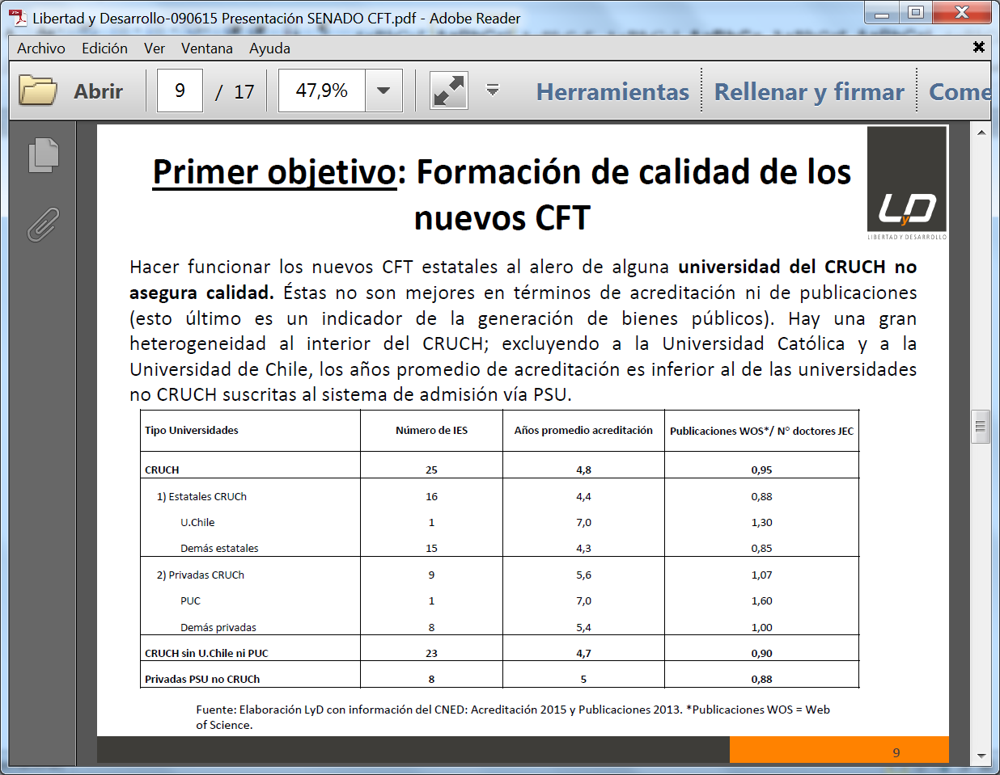 Libertad y Desarrollo-090615 Presentación SENADO CFT.pdf - Adobe Reader
Archivo Edición Ver Ventana Ayuda
Abrir 9 / 17 47,9% Herramientas Rellenar y firmar Come
Primer objetivo: Formación de calidad de los
nuevos CFT
LyD
LIBERTAD Y DESARROLLO
Hacer funcionar los nuevos CFT estatales al alero de alguna universidad del CRUCH no
asegura calidad. Éstas no son mejores en términos de acreditación ni de publicaciones
(esto último es un indicador de la generación de bienes públicos). Hay una gran
heterogeneidad al interior del CRUCH; excluyendo a la Universidad Católica y a la
Universidad de Chile, los años promedio de acreditación es inferior al de las universidades
no CRUCH suscritas al sistema de admisión vía PSU.
Tipo Universidades Número de IES Años promedio acreditación Publicaciones WOS*/ N° doctores JEC
CRUCH 25 4,8 0,95
1) Estatales CRUCh 16 4,4 0,88
U.Chile 1 7,0 1,30
Demás estatales 15 4,3 0,85
2) Privadas CRUCh 9 5,6 1,07
PUC 1 7,0 1,60
Demás privadas 8 5,4 1,00
CRUCH sin U.Chile ni PUC 23 4,7 0,90
Privadas PSU no CRUCh 8 5 0,88
Fuente: Elaboración LyD con información del CNED: Acreditación 2015 y Publicaciones 2013. *Publicaciones WOS = Web
of Science.
9